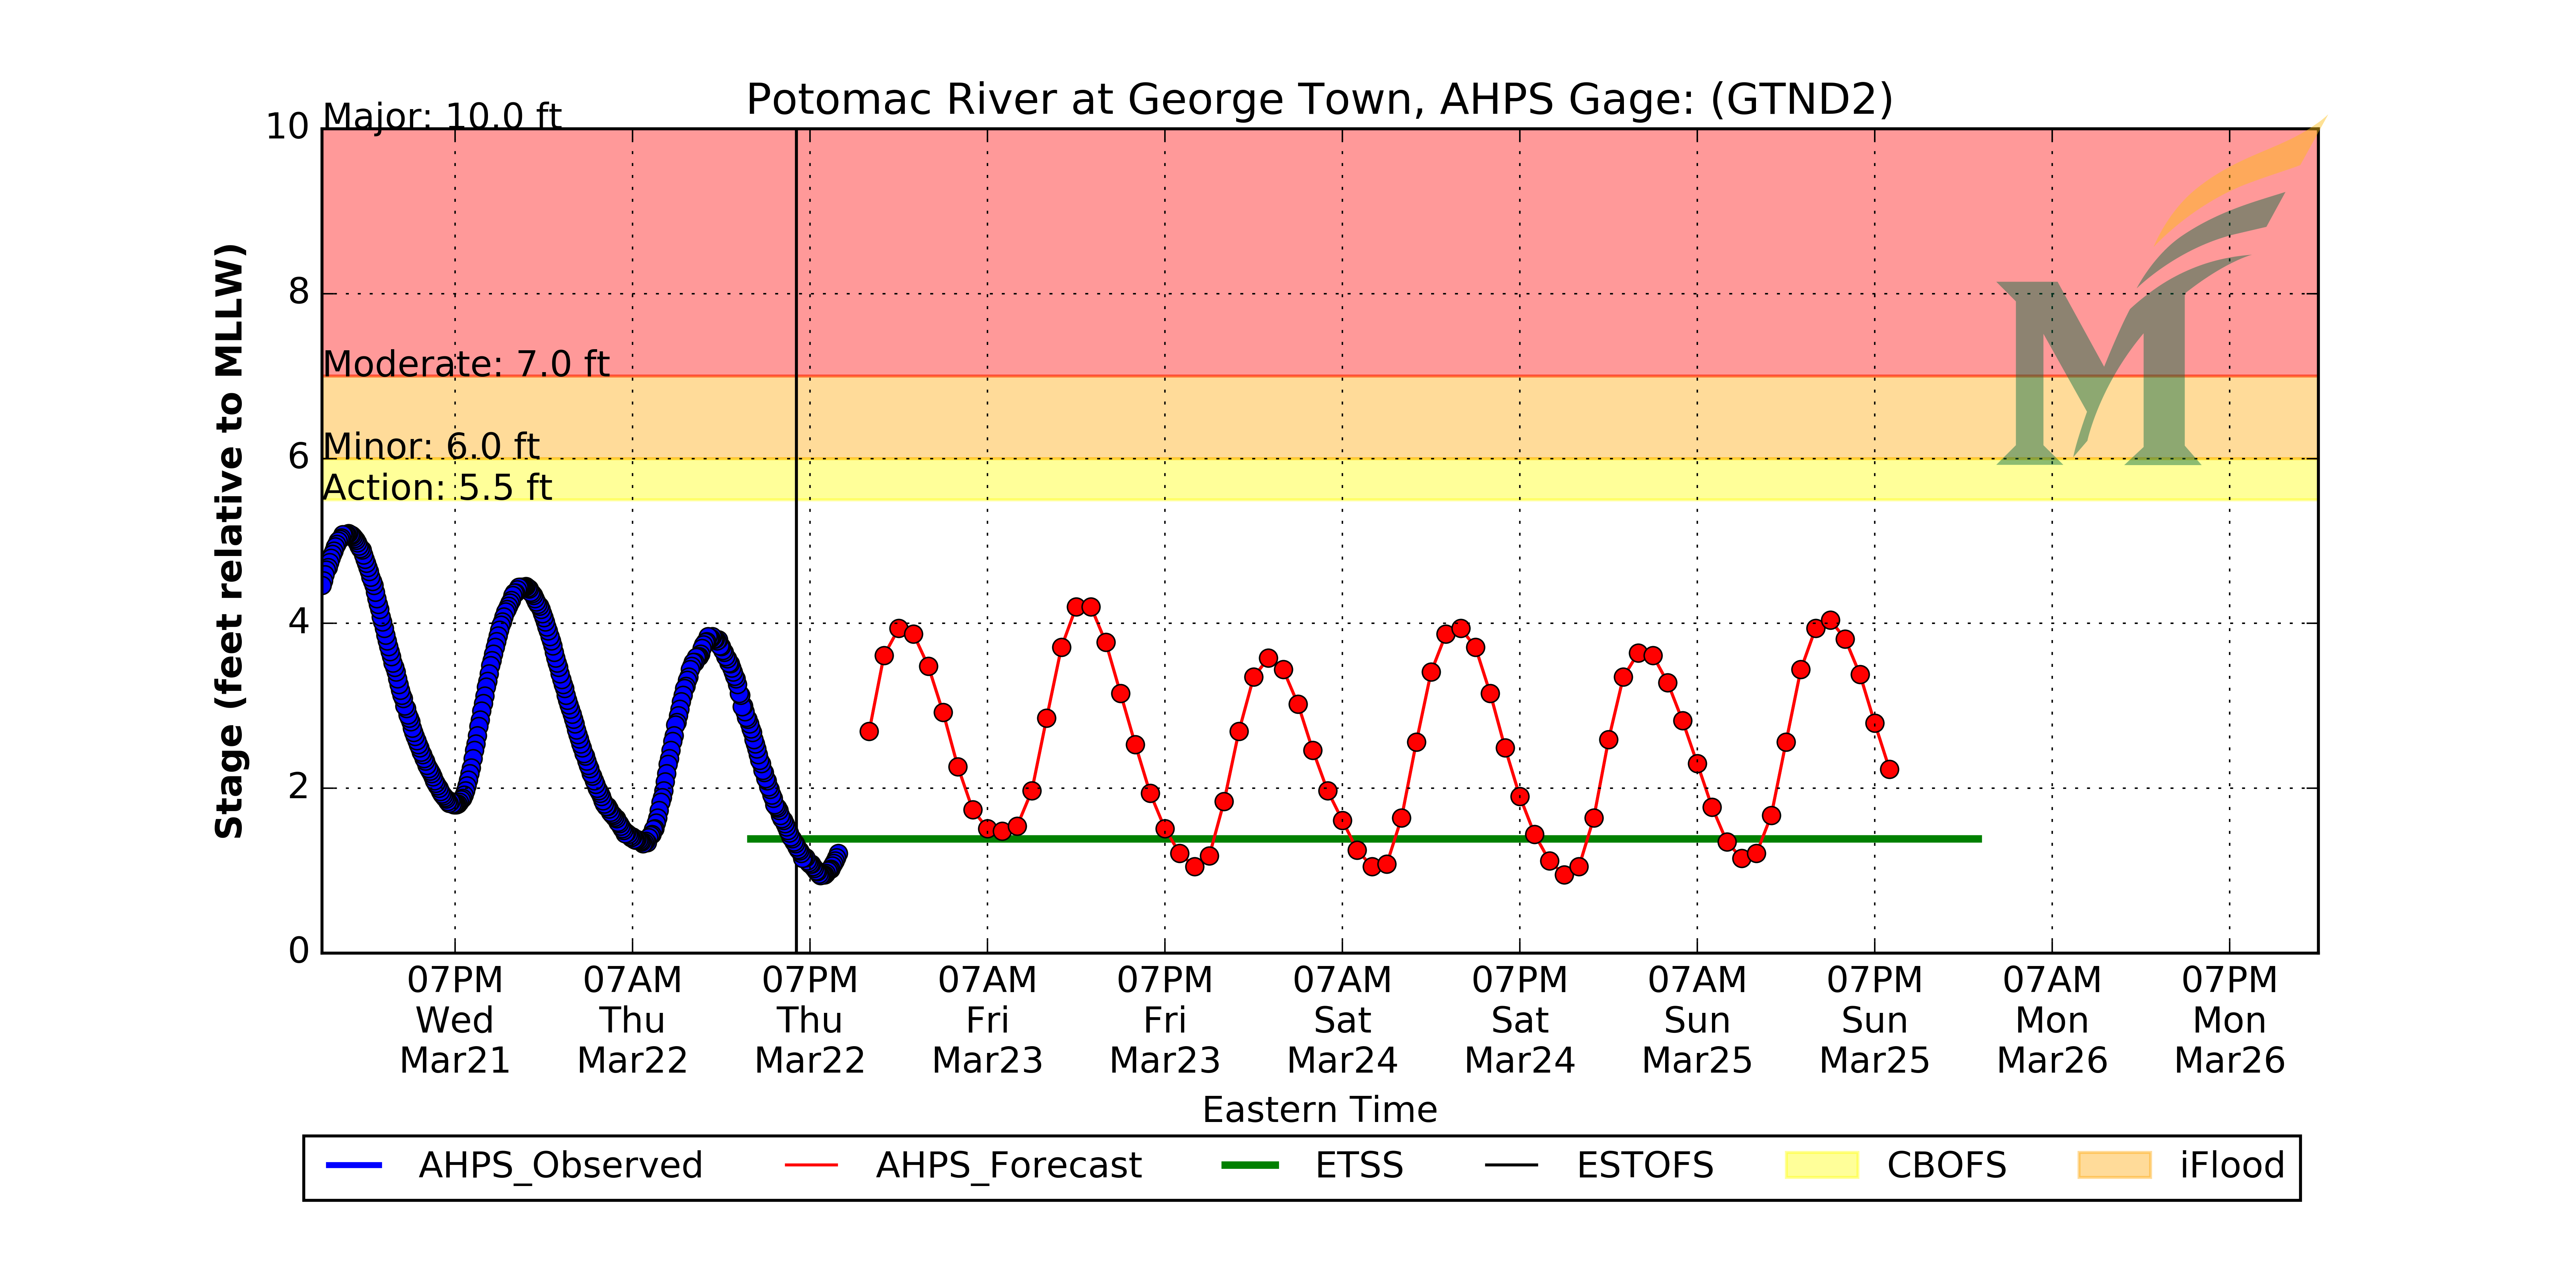 Potomac River at George Town, AHPS Gage: (GTND2)
Major: 10.0 ft
Moderate: 7.0 ft
Minor: 6.0 ft
Action: 5.5 ft
Stage (feet relative to MLLW)
10
8
6
4
2
0
07PM Wed Mar21
07AM Thu Mar22
07PM Thu Mar22
07AM Fri Mar23
07PM Fri Mar23
07AM Sat Mar24
07PM Sat Mar24
07AM Sun Mar25
07PM Sun Mar25
07AM Mon Mar26
07PM Mon Mar26
Eastern Time
AHPS_Observed AHPS_Forecast ETSS ESTOFS CBOFS iFlood